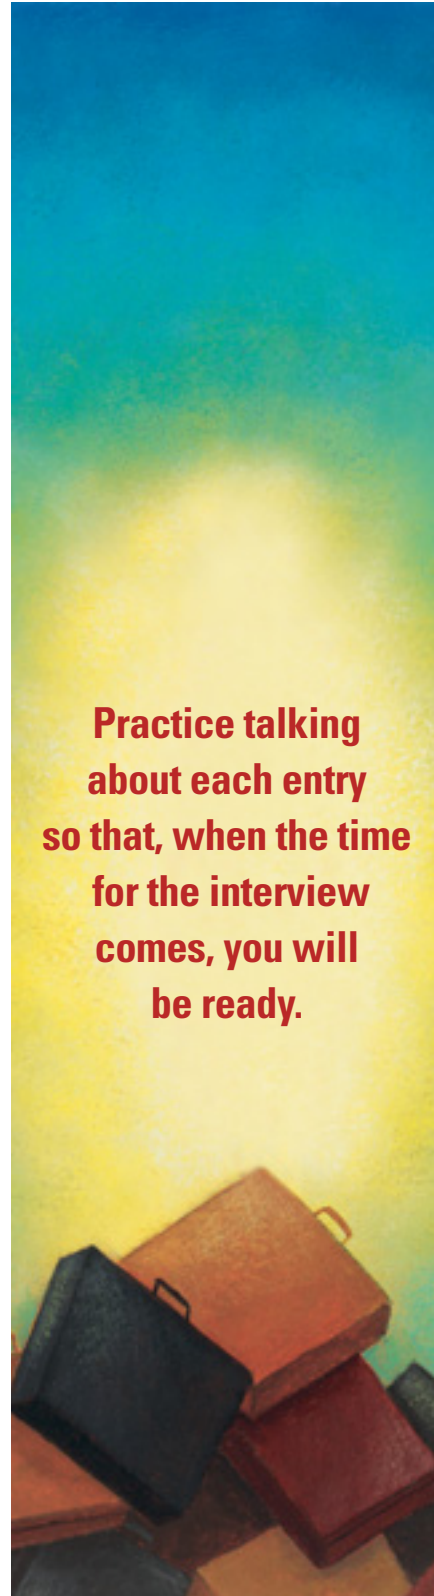 Practice talking
about each entry
so that, when the time
for the interview
comes, you will
be ready.